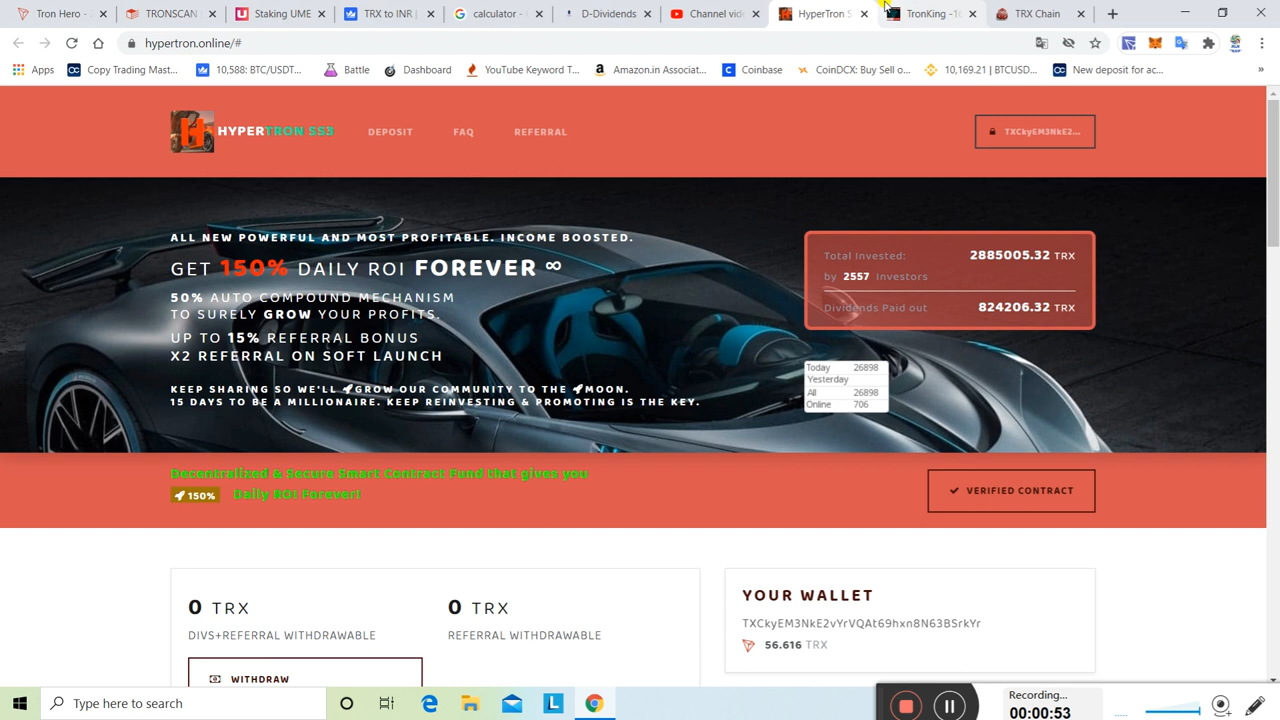 Tron Hero -
TRONSCAN
Staking UME
TRX to INR
calculator -
D-Dividends
Channel vide
HyperTron S
TronKing -16
TRX Chain
hypertron.online/#
Apps
Copy Trading Mast...
10,588: BTC/USDT...
Battle
Dashboard
YouTube Keyword T...
Amazon.in Associat...
Coinbase
CoinDCX: Buy Sell o...
10,169.21 | BTCUSD...
New deposit for ac...
»
HYPERTRON SS3
DEPOSIT
FAQ
REFERRAL
TXCkyEM3NkE2...
ALL NEW POWERFUL AND MOST PROFITABLE. INCOME BOOSTED.
GET 150% DAILY ROI FOREVER ∞
50% AUTO COMPOUND MECHANISM
TO SURELY GROW YOUR PROFITS.
UP TO 15% REFERRAL BONUS
X2 REFERRAL ON SOFT LAUNCH
KEEP SHARING SO WE'LL 🚀GROW OUR COMMUNITY TO THE 🚀MOON.
15 DAYS TO BE A MILLIONAIRE. KEEP REINVESTING & PROMOTING IS THE KEY.
Total Invested: 2885005.32 TRX
by 2557 Investors
Dividends Paid out 824206.32 TRX
Today 26898
Yesterday
All 26898
Online 706
Decentralized & Secure Smart Contract Fund that gives you
150% Daily ROI Forever!
VERIFIED CONTRACT
0 TRX
DIVS+REFERRAL WITHDRAWABLE
0 TRX
REFERRAL WITHDRAWABLE
WITHDRAW
YOUR WALLET
TXCkyEM3NkE2vYrVQAt69hxn8N63BSrkYr
56.616 TRX
Type here to search
Recording...
00:00:53